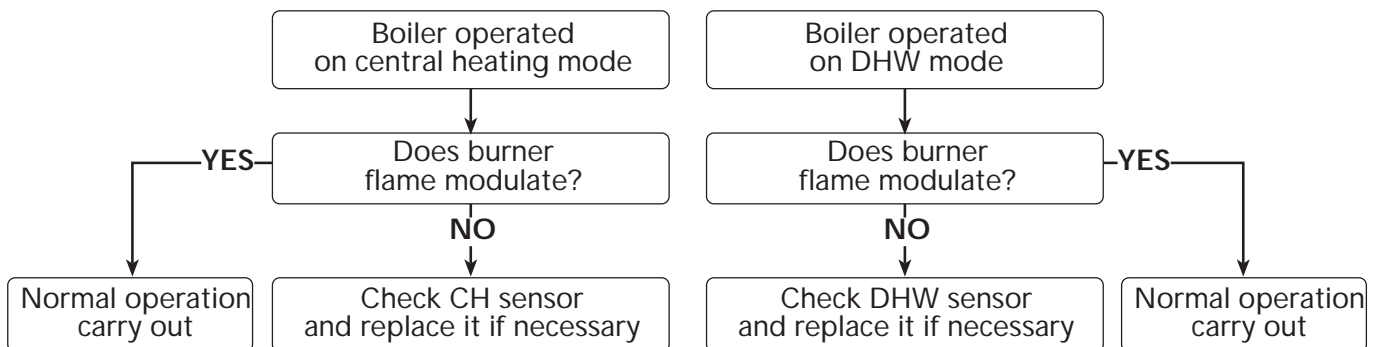 Boiler operated
on central heating mode
Boiler operated
on DHW mode
YES
Does burner
flame modulate?
Does burner
flame modulate?
YES
NO
NO
Normal operation
carry out
Check CH sensor
and replace it if necessary
Check DHW sensor
and replace it if necessary
Normal operation
carry out